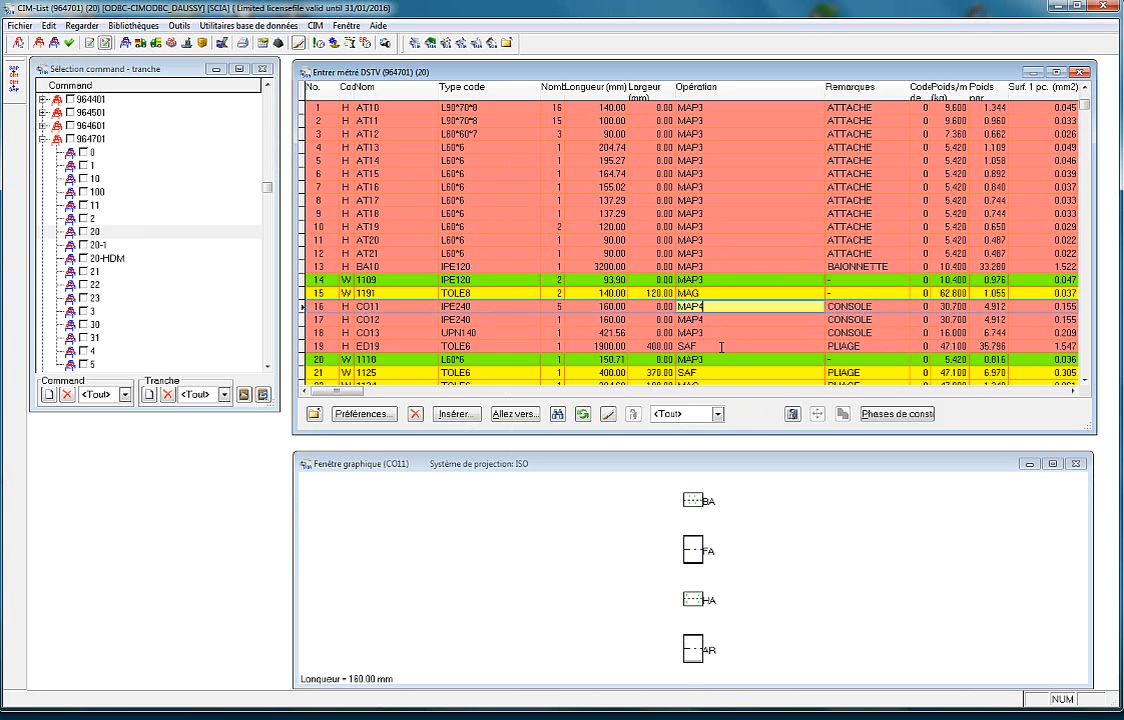 CIM-List (964701) (20) [ODBC-CIMODBC_DAUSSY] [SCIA] ( Limited licensefile valid until 31/01/2016)
Fichier Edit Regarder Bibliothèques Outils Utilitaires base de données CIM Fenêtre Aide
Sélection command - tranche
Command
964401
964501
964601
964701
0
1
10
100
11
2
20
20-1
20-HDM
21
22
23
3
30
31
4
5
Command Tranche
<Tout> <Tout>
Entrer métré DSTV (964701) (20)
No. Cod Nom Type code Nomb Longueur (mm) Largeur (mm) Opération Remarques Code de Poids/m (kg) Poids par Surf. 1 pc. (mm2)
1 H AT10 L90*70*8 16 140.00 0.00 MAP3 ATTACHE 0 9.600 1.344 0.045
2 H AT11 L90*70*8 15 100.00 0.00 MAP3 ATTACHE 0 9.600 0.960 0.033
3 H AT12 L80*60*7 3 90.00 0.00 MAP3 ATTACHE 0 7.360 0.662 0.026
4 H AT13 L60*6 1 204.74 0.00 MAP3 ATTACHE 0 5.420 1.109 0.049
5 H AT14 L60*6 1 195.27 0.00 MAP3 ATTACHE 0 5.420 1.058 0.046
6 H AT15 L60*6 1 164.74 0.00 MAP3 ATTACHE 0 5.420 0.892 0.039
7 H AT16 L60*6 1 155.02 0.00 MAP3 ATTACHE 0 5.420 0.840 0.037
8 H AT17 L60*6 1 137.29 0.00 MAP3 ATTACHE 0 5.420 0.744 0.033
9 H AT18 L60*6 1 137.29 0.00 MAP3 ATTACHE 0 5.420 0.744 0.033
10 H AT19 L60*6 2 120.00 0.00 MAP3 ATTACHE 0 5.420 0.650 0.029
11 H AT20 L60*6 1 90.00 0.00 MAP3 ATTACHE 0 5.420 0.487 0.022
12 H AT21 L60*6 1 90.00 0.00 MAP3 ATTACHE 0 5.420 0.487 0.022
13 H BA10 IPE120 1 3200.00 0.00 MAP3 BAIONNETTE 0 10.400 33.280 1.522
14 W 1109 IPE120 2 93.90 0.00 MAP3 - 0 10.400 0.976 0.047
15 W 1191 TOLE8 2 140.00 120.00 MAG - 0 62.800 1.055 0.037
16 H CO11 IPE240 5 160.00 0.00 MAP4 CONSOLE 0 30.700 4.912 0.155
17 H CO12 IPE240 1 160.00 0.00 MAP4 CONSOLE 0 30.700 4.912 0.155
18 H CO13 UPN140 1 421.56 0.00 MAP3 CONSOLE 0 16.000 6.744 0.209
19 H ED19 TOLE6 1 1900.00 400.00 SAF PLIAGE 0 47.100 35.796 1.547
20 W 1110 L60*6 1 150.71 0.00 MAP3 - 0 5.420 0.816 0.036
21 W 1125 TOLE6 1 400.00 370.00 SAF PLIAGE 0 47.100 6.970 0.305
Préférences... Insérer... Allez vers... <Tout> Phases de consti
Fenêtre graphique (CO11) Système de projection: ISO
BA
FA
HA
AR
Longueur = 160.00 mm
NUM